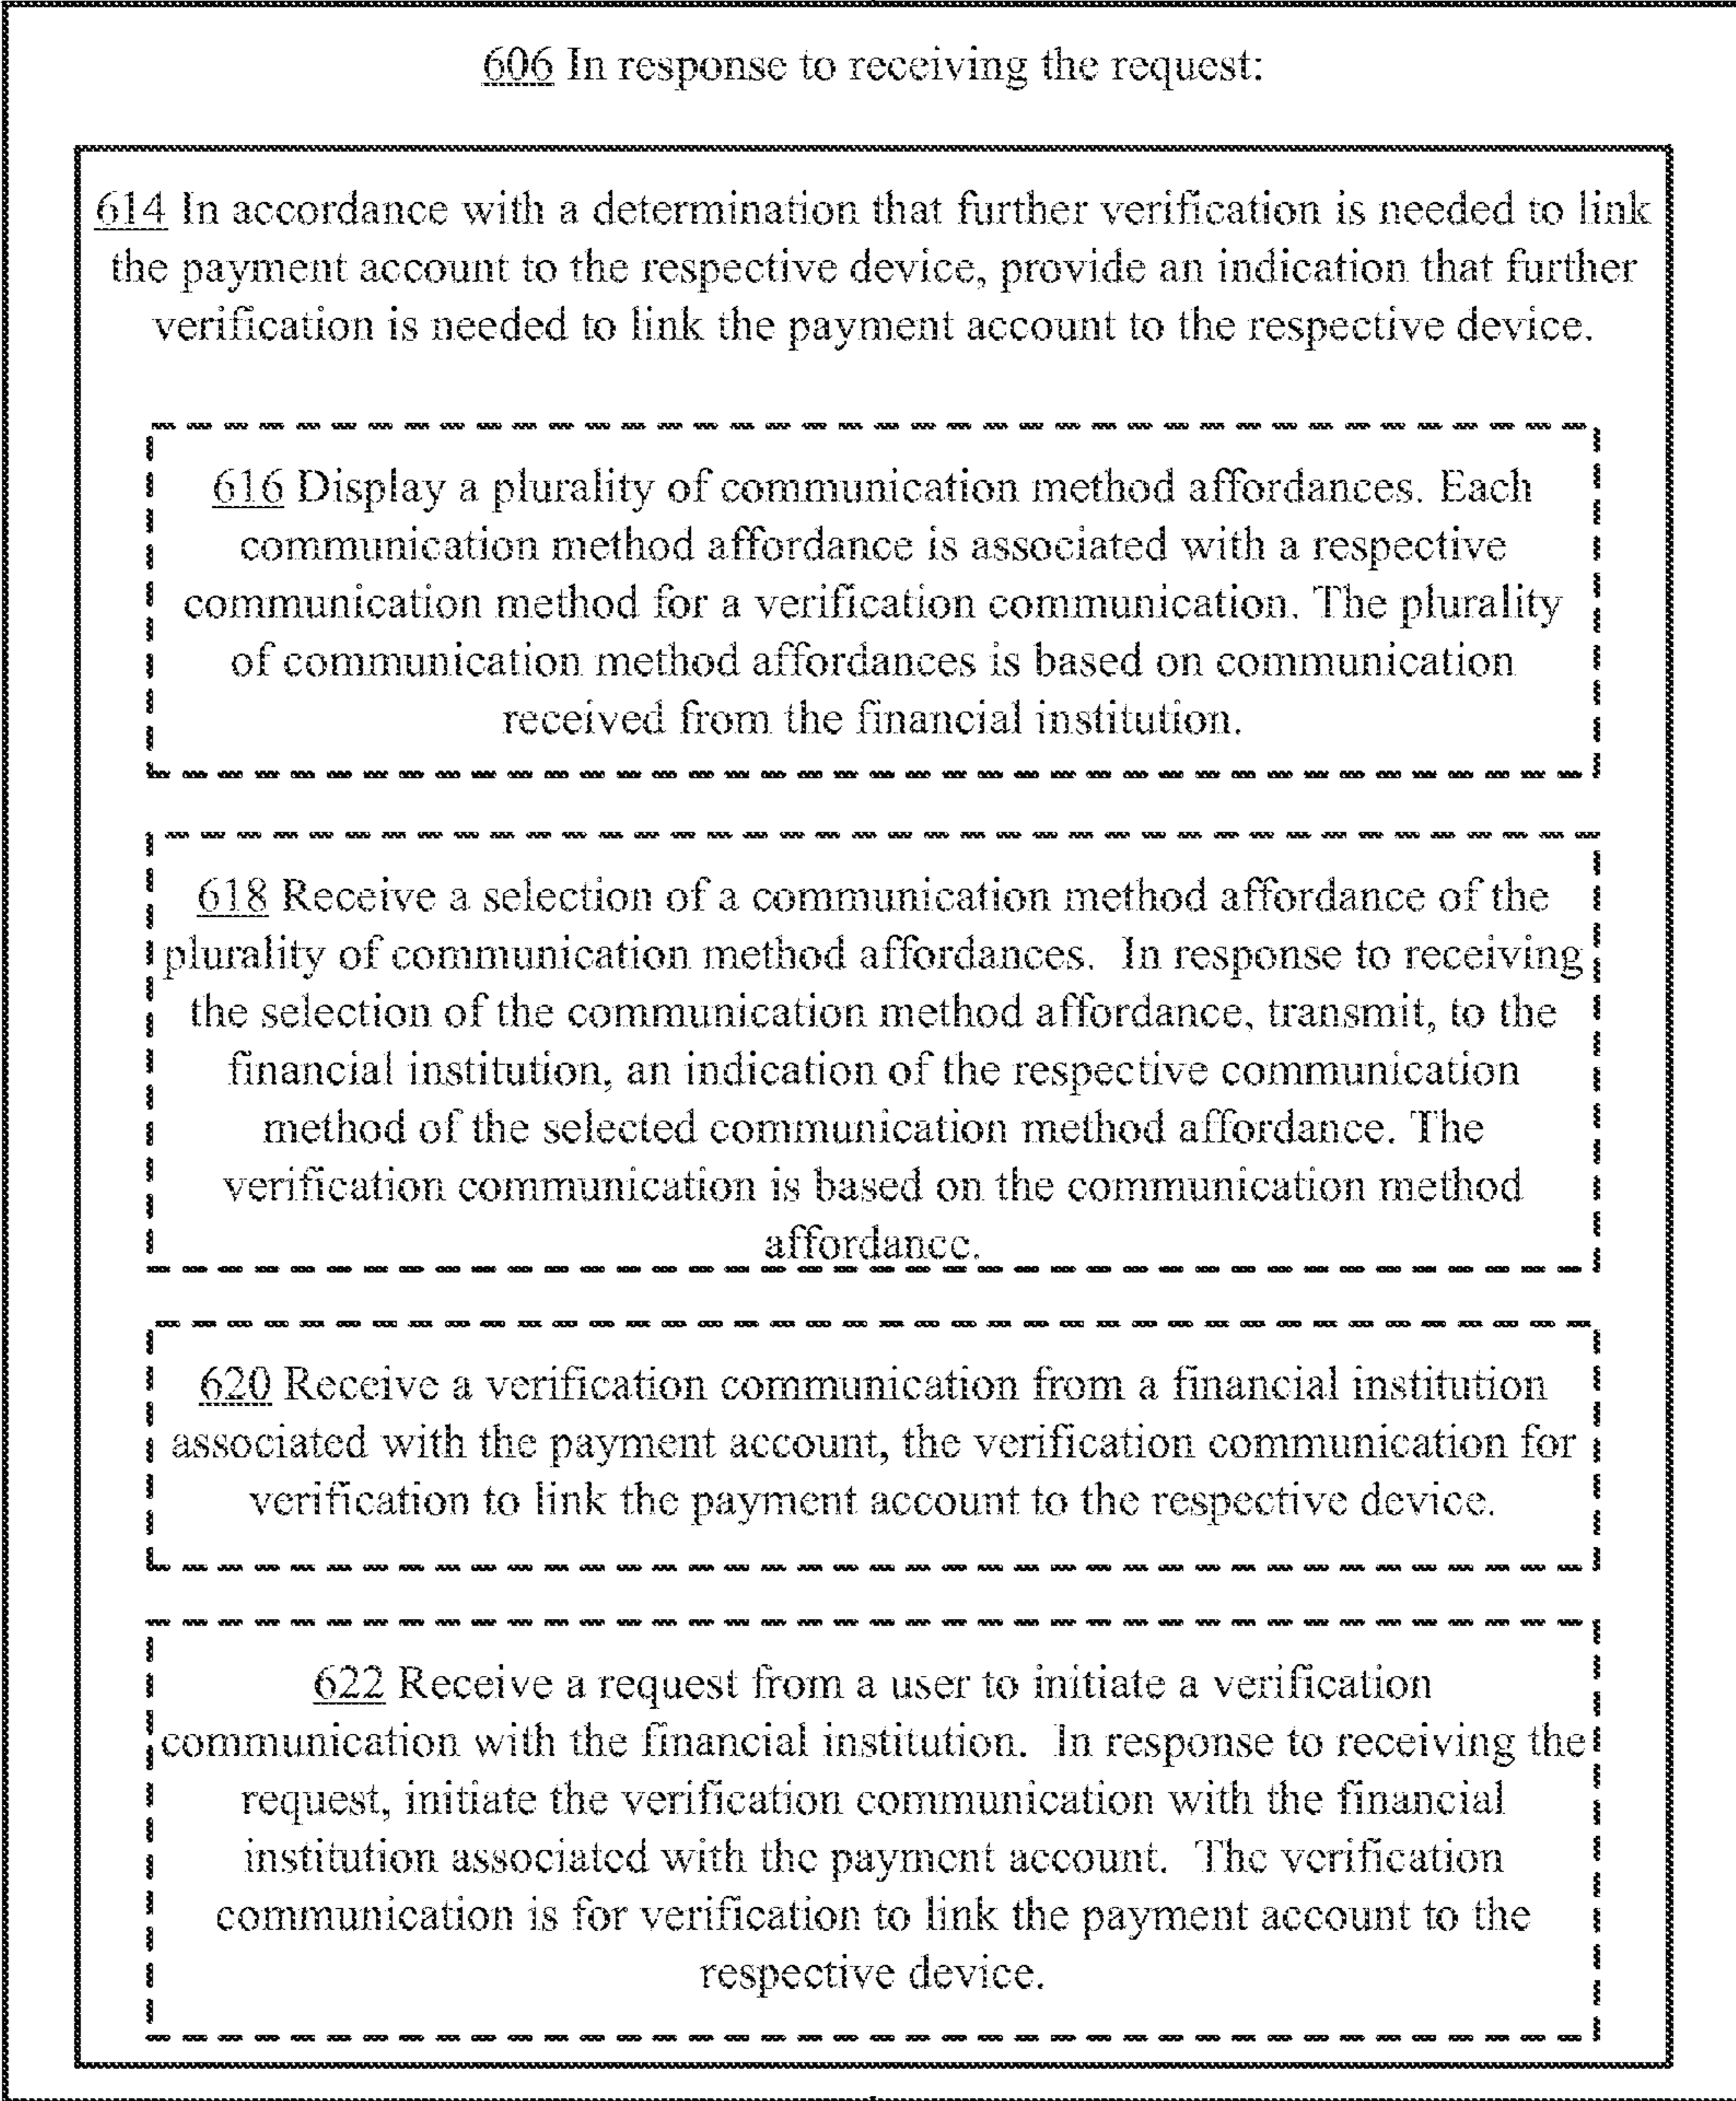 606 In response to receiving the request:
614 In accordance with a determination that further verification is needed to link
the payment account to the respective device, provide an indication that further
verification is needed to link the payment account to the respective device.
616 Display a plurality of communication method affordances. Each
communication method affordance is associated with a respective
communication method for a verification communication. The plurality
of communication method affordances is based on communication
received from the financial institution.
618 Receive a selection of a communication method affordance of the
plurality of communication method affordances.  In response to receiving
the selection of the communication method affordance, transmit, to the
financial institution, an indication of the respective communication
method of the selected communication method affordance. The
verification communication is based on the communication method
affordance.
620 Receive a verification communication from a financial institution
associated with the payment account, the verification communication for
verification to link the payment account to the respective device.
622 Receive a request from a user to initiate a verification
communication with the financial institution.  In response to receiving the
request, initiate the verification communication with the financial
institution associated with the payment account.  The verification
communication is for verification to link the payment account to the
respective device.